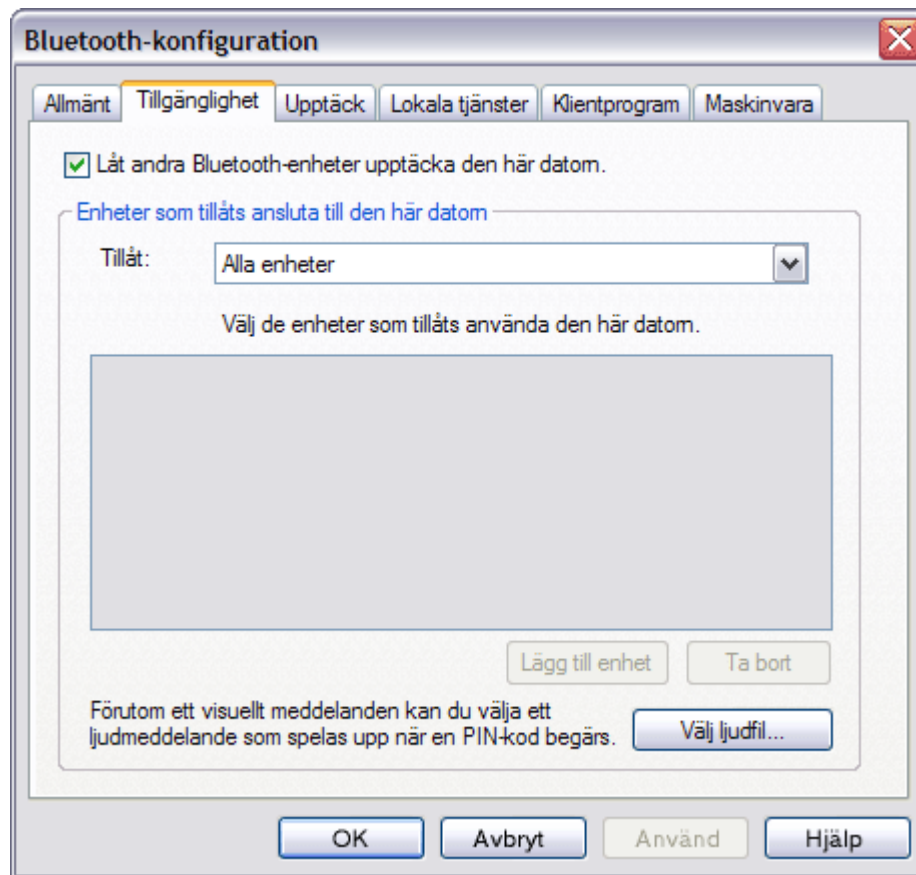 Bluetooth-konfiguration
Allmänt Tillgänglighet Upptäck Lokala tjänster Klientprogram Maskinvara
Låt andra Bluetooth-enheter upptäcka den här datorn.
Enheter som tillåts ansluta till den här datorn
Tillåt: Alla enheter
Välj de enheter som tillåts använda den här datorn.
Lägg till enhet Ta bort
Förutom ett visuellt meddelanden kan du välja ett
ljudmeddelande som spelas upp när en PIN-kod begärs.
Välj ljudfil...
OK Avbryt Använd Hjälp